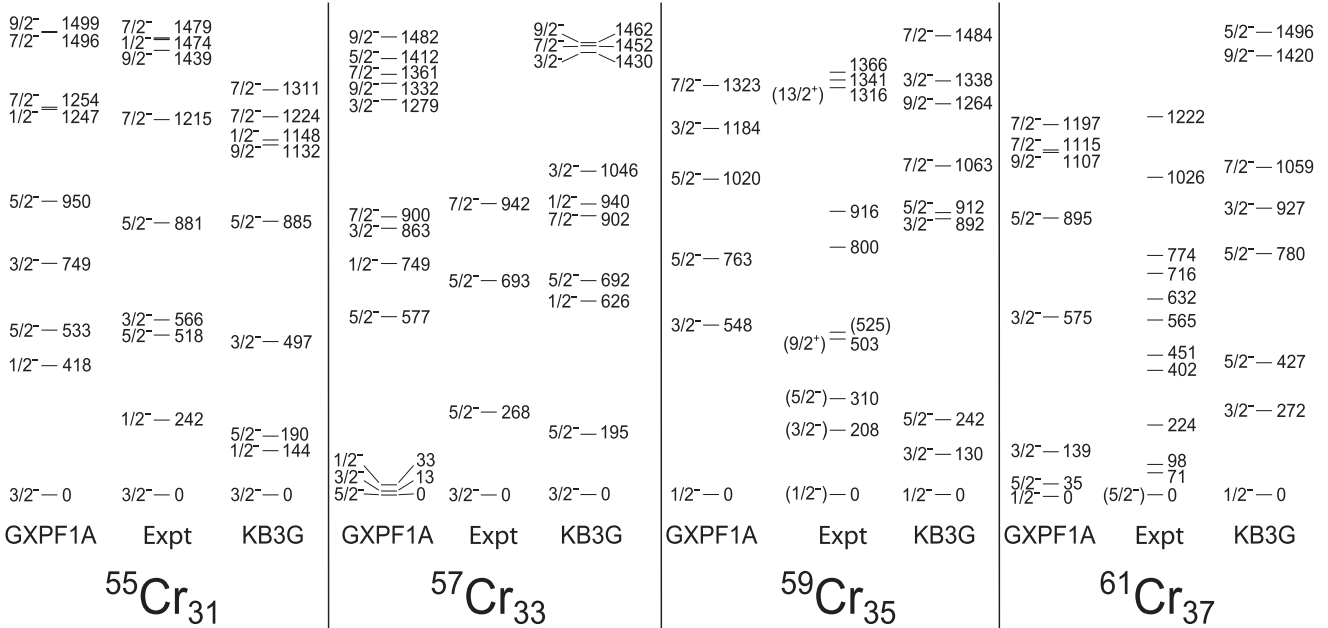 9/2⁻ — 1499
7/2⁻ — 1496
7/2⁻ — 1254
1/2⁻ — 1247
5/2⁻ — 950
3/2⁻ — 749
5/2⁻ — 533
1/2⁻ — 418
3/2⁻ — 0
GXPF1A
7/2⁻ — 1479
1/2⁻ — 1474
9/2⁻ — 1439
7/2⁻ — 1215
5/2⁻ — 881
3/2⁻ — 566
5/2⁻ — 518
1/2⁻ — 242
3/2⁻ — 0
Expt
7/2⁻ — 1311
7/2⁻ — 1224
1/2⁻ — 1148
9/2⁻ — 1132
5/2⁻ — 885
3/2⁻ — 497
5/2⁻ — 190
1/2⁻ — 144
3/2⁻ — 0
KB3G
⁵⁵Cr₃₁
9/2⁻ — 1482
5/2⁻ — 1412
7/2⁻ — 1361
9/2⁻ — 1332
3/2⁻ — 1279
7/2⁻ — 900
3/2⁻ — 863
1/2⁻ — 749
5/2⁻ — 577
1/2⁻ 33
3/2⁻ 13
5/2⁻ 0
GXPF1A
7/2⁻ — 942
5/2⁻ — 693
5/2⁻ — 268
3/2⁻ — 0
Expt
9/2⁻ 1462
7/2⁻ 1452
3/2⁻ 1430
3/2⁻ — 1046
1/2⁻ — 940
7/2⁻ — 902
5/2⁻ — 692
1/2⁻ — 626
5/2⁻ — 195
3/2⁻ — 0
KB3G
⁵⁷Cr₃₃
7/2⁻ — 1323
3/2⁻ — 1184
5/2⁻ — 1020
5/2⁻ — 763
3/2⁻ — 548
1/2⁻ — 0
GXPF1A
1366
1341
(13/2⁺) 1316
916
800
(525)
(9/2⁺) 503
(5/2⁻) — 310
(3/2⁻) — 208
(1/2⁻) — 0
Expt
7/2⁻ — 1484
3/2⁻ — 1338
9/2⁻ — 1264
7/2⁻ — 1063
5/2⁻ — 912
3/2⁻ — 892
5/2⁻ — 242
3/2⁻ — 130
1/2⁻ — 0
KB3G
⁵⁹Cr₃₅
7/2⁻ — 1197
7/2⁻ — 1115
9/2⁻ — 1107
5/2⁻ — 895
3/2⁻ — 575
3/2⁻ — 139
5/2⁻ — 35
1/2⁻ — 0
GXPF1A
1222
1026
774
716
632
565
451
402
224
98
71
(5/2⁻) — 0
Expt
5/2⁻ — 1496
9/2⁻ — 1420
7/2⁻ — 1059
3/2⁻ — 927
5/2⁻ — 780
5/2⁻ — 427
3/2⁻ — 272
1/2⁻ — 0
KB3G
⁶¹Cr₃₇